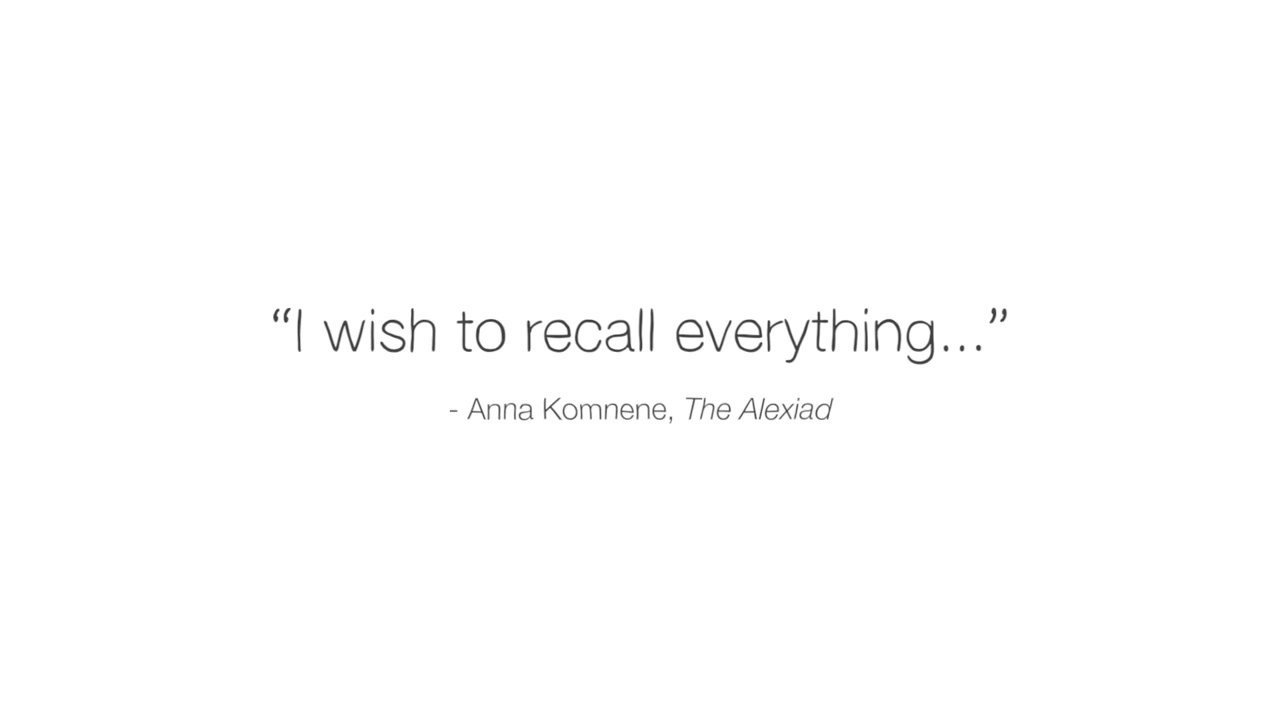 “I wish to recall everything...”
- Anna Komnene, The Alexiad